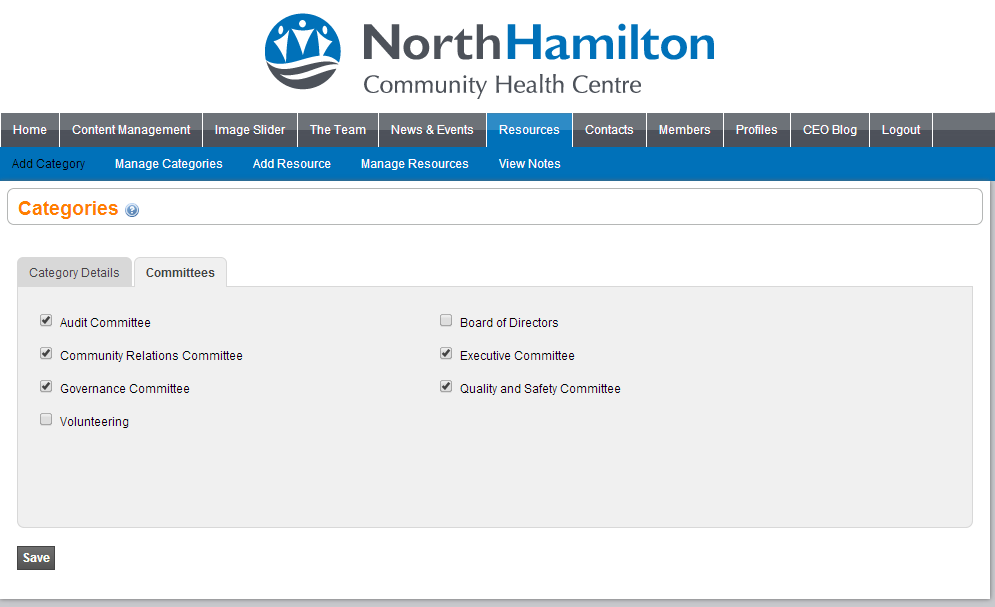 NorthHamilton
Community Health Centre
Home Content Management Image Slider The Team News & Events Resources Contacts Members Profiles CEO Blog Logout
Add Category Manage Categories Add Resource Manage Resources View Notes
Categories ?
Category Details Committees
Audit Committee Board of Directors
Community Relations Committee Executive Committee
Governance Committee Quality and Safety Committee
Volunteering
Save